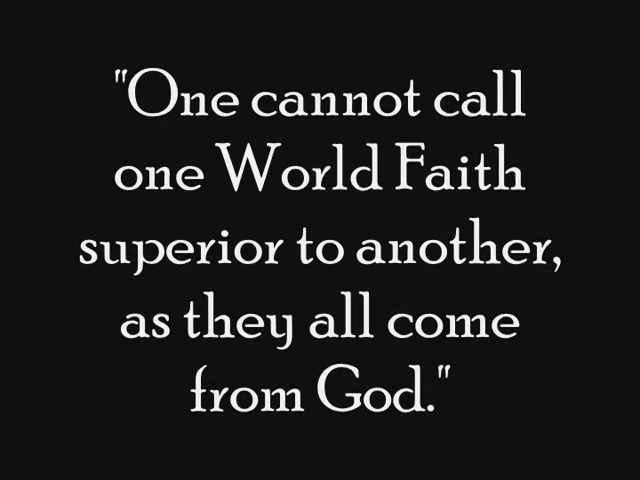 "One cannot call
one World Faith
superior to another,
as they all come
from God."